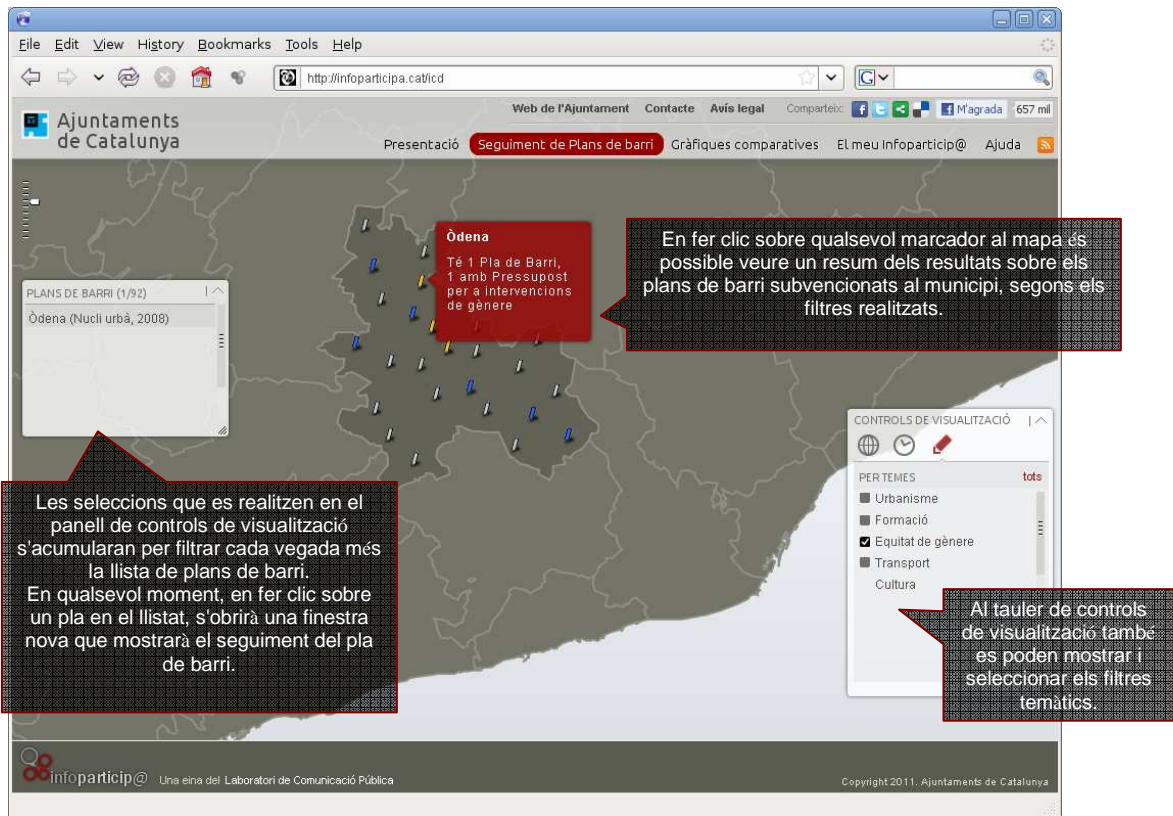 File Edit View History Bookmarks Tools Help
http://infoparticipa.cat/icd
G
Web de l'Ajuntament Contacte Avís legal Comparteix: M'agrada 657 mil
Ajuntaments
de Catalunya
Presentació Seguiment de Plans de barri Gràfiques comparatives El meu Infoparticip@ Ajuda
Òdena
Té 1 Pla de Barri,
1 amb Pressupost
per a intervencions
de gènere
En fer clic sobre qualsevol marcador al mapa és
possible veure un resum dels resultats sobre els
plans de barri subvencionats al municipi, segons els
filtres realitzats.
PLANS DE BARRI (1/92)
Òdena (Nucli urbà, 2008)
CONTROLS DE VISUALITZACIÓ
PER TEMES tots
Urbanisme
Formació
Equitat de gènere
Transport
Cultura
Les seleccions que es realitzen en el
panell de controls de visualització
s'acumularan per filtrar cada vegada més
la llista de plans de barri.
En qualsevol moment, en fer clic sobre
un pla en el llistat, s'obrirà una finestra
nova que mostrarà el seguiment del pla
de barri.
Al tauler de controls
de visualització també
es poden mostrar i
seleccionar els filtres
temàtics.
infoparticip@ Una eina del Laboratori de Comunicació Pública
Copyright 2011. Ajuntaments de Catalunya